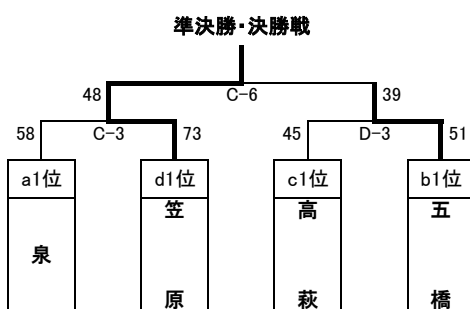 準決勝・決勝戦
48 C-6 39
58 C-3 73 45 D-3 51
a1位 d1位 c1位 b1位
泉 笠原 高萩 五橋